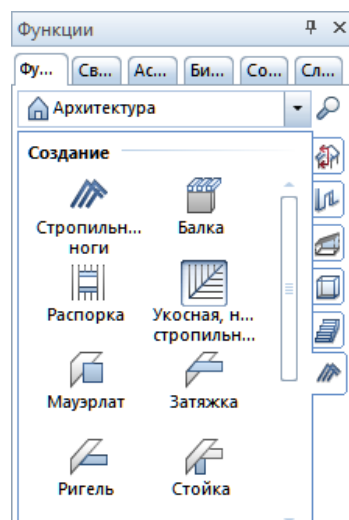 Функции
Фу... Св... Ас... Би... Со... Сл...
Архитектура
Создание
Стропильн... Балка
ноги
Распорка Укосная, н...
стропильн...
Мауэрлат Затяжка
Ригель Стойка